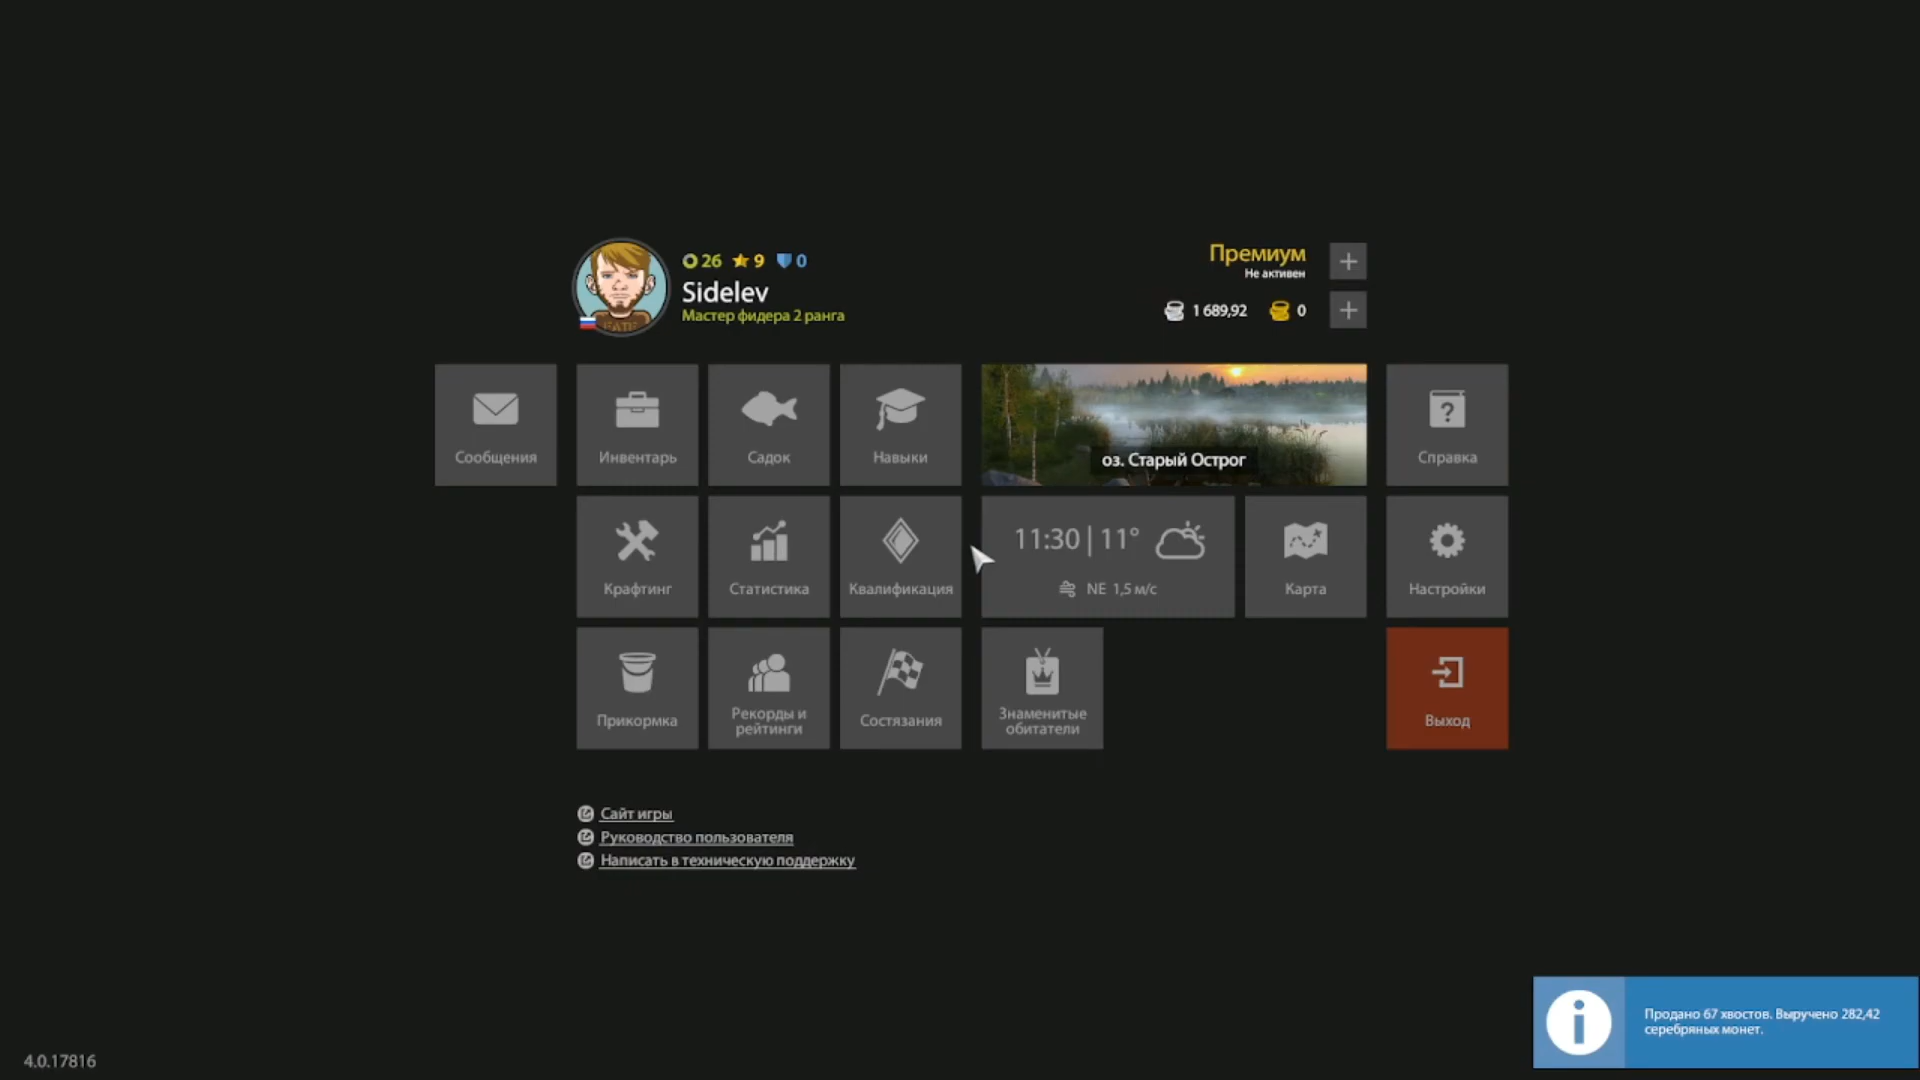 26 9 0
Sidelev
Мастер фидера 2 ранга
Премиум
Не активен
1 689,92 0
Сообщения
Инвентарь
Садок
Навыки
оз. Старый Острог
Справка
Крафтинг
Статистика
Квалификация
11:30 | 11°
NE 1,5 м/с
Карта
Настройки
Прикормка
Рекорды и
рейтинги
Состязания
Знаменитые
обитатели
Выход
Сайт игры
Руководство пользователя
Написать в техническую поддержку
Продано 67 хвостов. Выручено 282,42
серебряных монет.
4.0.17816